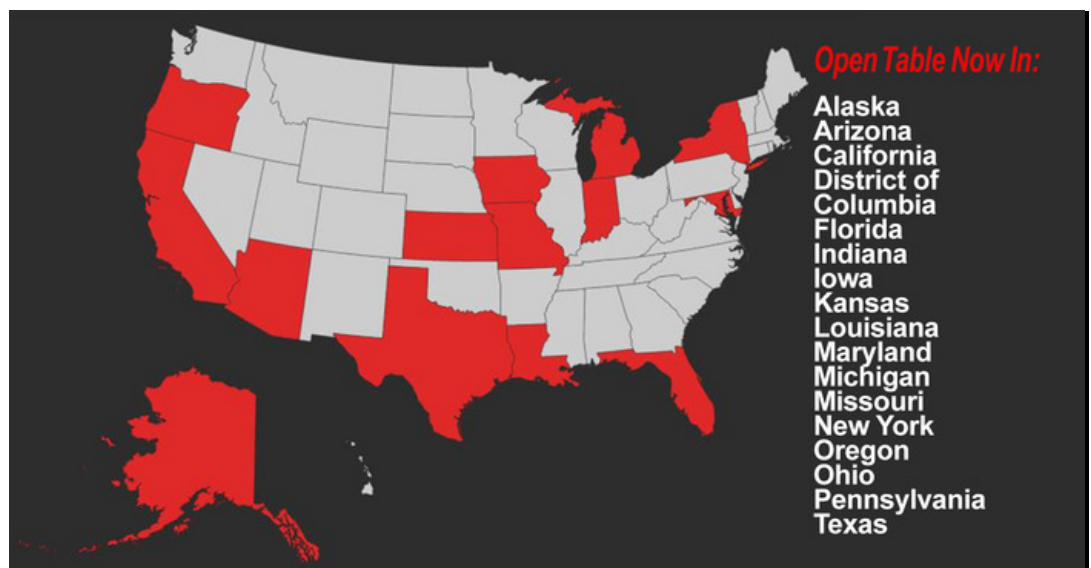 Open Table Now In:
Alaska
Arizona
California
District of
Columbia
Florida
Indiana
Iowa
Kansas
Louisiana
Maryland
Michigan
Missouri
New York
Oregon
Ohio
Pennsylvania
Texas